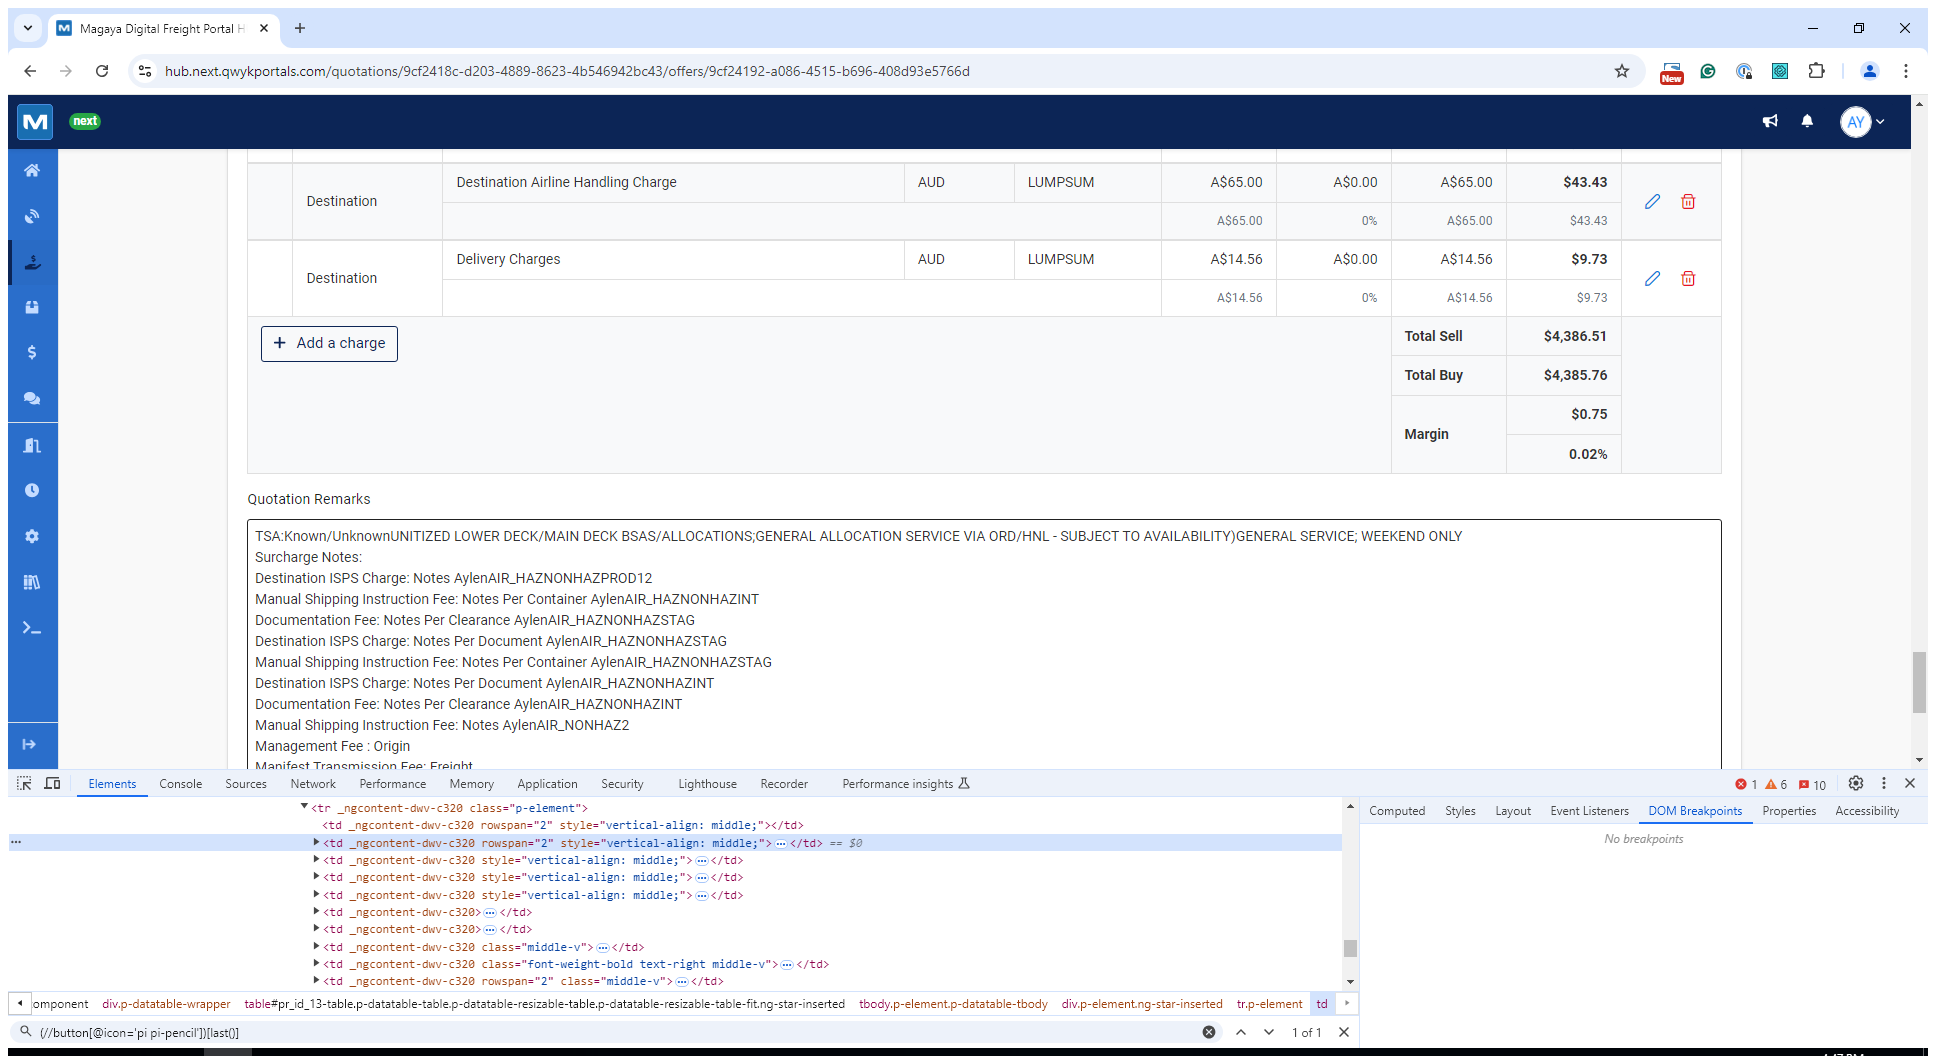 Magaya Digital Freight Portal H
hub.next.qwykportals.com/quotations/9cf2418c-d203-4889-8623-4b546942bc43/offers/9cf24192-a086-4515-b696-408d93e5766d
New
M next AY
Destination Destination Airline Handling Charge AUD LUMPSUM A$65.00 A$0.00 A$65.00 $43.43
A$65.00 0% A$65.00 $43.43
Destination Delivery Charges AUD LUMPSUM A$14.56 A$0.00 A$14.56 $9.73
A$14.56 0% A$14.56 $9.73
+ Add a charge
Total Sell $4,386.51
Total Buy $4,385.76
Margin $0.75
0.02%
Quotation Remarks
TSA:Known/UnknownUNITIZED LOWER DECK/MAIN DECK BSAS/ALLOCATIONS;GENERAL ALLOCATION SERVICE VIA ORD/HNL - SUBJECT TO AVAILABILITY)GENERAL SERVICE; WEEKEND ONLY
Surcharge Notes:
Destination ISPS Charge: Notes AylenAIR_HAZNONHAZPROD12
Manual Shipping Instruction Fee: Notes Per Container AylenAIR_HAZNONHAZINT
Documentation Fee: Notes Per Clearance AylenAIR_HAZNONHAZSTAG
Destination ISPS Charge: Notes Per Document AylenAIR_HAZNONHAZSTAG
Manual Shipping Instruction Fee: Notes Per Container AylenAIR_HAZNONHAZSTAG
Destination ISPS Charge: Notes Per Document AylenAIR_HAZNONHAZINT
Documentation Fee: Notes Per Clearance AylenAIR_HAZNONHAZINT
Manual Shipping Instruction Fee: Notes AylenAIR_NONHAZ2
Management Fee : Origin
Manifest Transmission Fee: Freight
Elements Console Sources Network Performance Memory Application Security Lighthouse Recorder Performance insights 1 6 10
Computed Styles Layout Event Listeners DOM Breakpoints Properties Accessibility
No breakpoints
<tr _ngcontent-dwv-c320 class="p-element">
<td _ngcontent-dwv-c320 rowspan="2" style="vertical-align: middle;"></td>
<td _ngcontent-dwv-c320 rowspan="2" style="vertical-align: middle;">…</td> == $0
<td _ngcontent-dwv-c320 style="vertical-align: middle;">…</td>
<td _ngcontent-dwv-c320 style="vertical-align: middle;">…</td>
<td _ngcontent-dwv-c320 style="vertical-align: middle;">…</td>
<td _ngcontent-dwv-c320>…</td>
<td _ngcontent-dwv-c320>…</td>
<td _ngcontent-dwv-c320 class="middle-v">…</td>
<td _ngcontent-dwv-c320 class="font-weight-bold text-right middle-v">…</td>
<td _ngcontent-dwv-c320 rowspan="2" class="middle-v">…</td>
omponent div.p-datatable-wrapper table#pr_id_13-table.p-datatable-table.p-datatable-resizable-table.p-datatable-resizable-table-fit.ng-star-inserted tbody.p-element.p-datatable-tbody div.p-element.ng-star-inserted tr.p-element td
(//button[@icon='pi pi-pencil'])[last()] 1 of 1